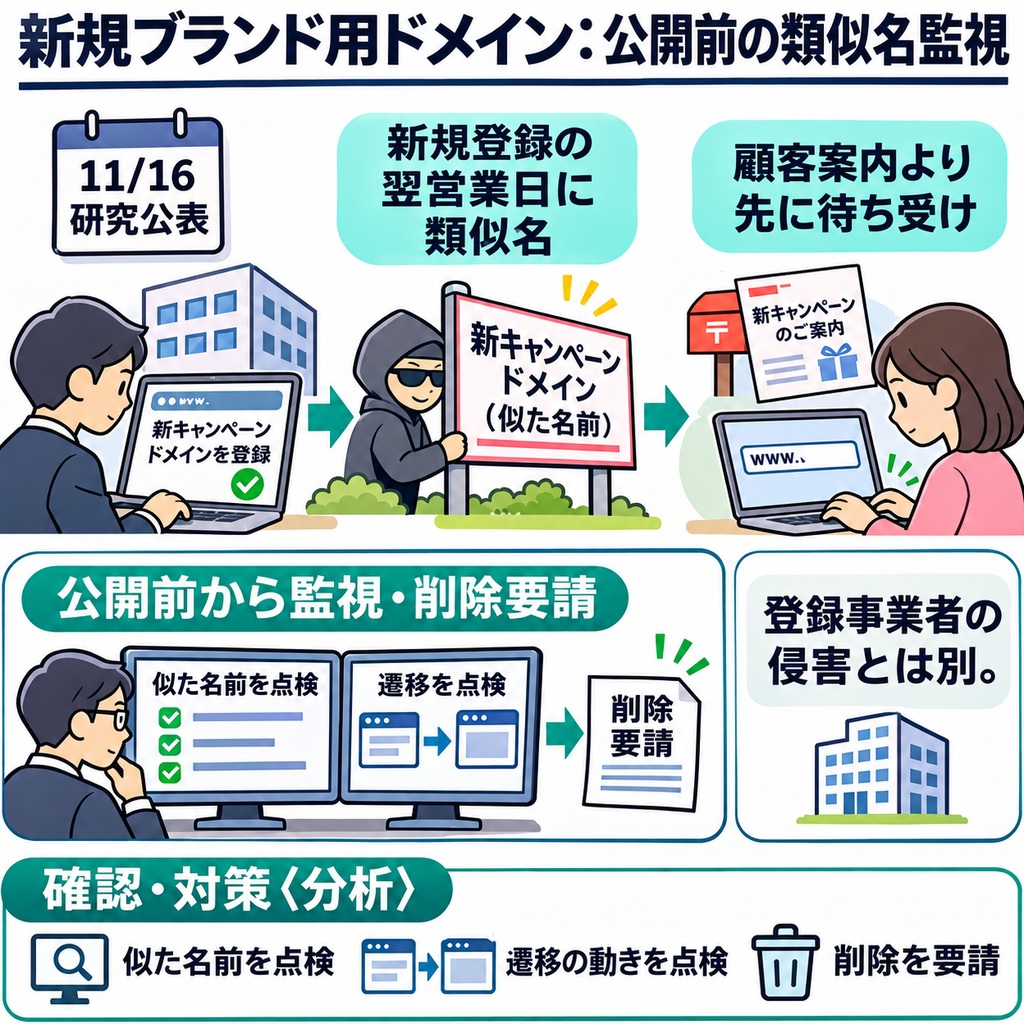 新規ブランド用ドメイン：公開前の類似名監視
11/16
研究公表
新規登録の
翌営業日に
類似名
顧客案内より
先に待ち受け
www.
新キャンペーン
ドメインを登録
新キャンペーン
ドメイン
（似た名前）
〒
新キャンペーン
のご案内
www..
公開前から監視・削除要請
似た名前を点検
遷移を点検
削除
要請
登録事業者の
侵害とは別。
確認・対策〈分析〉
似た名前を点検
遷移の動きを点検
削除を要請